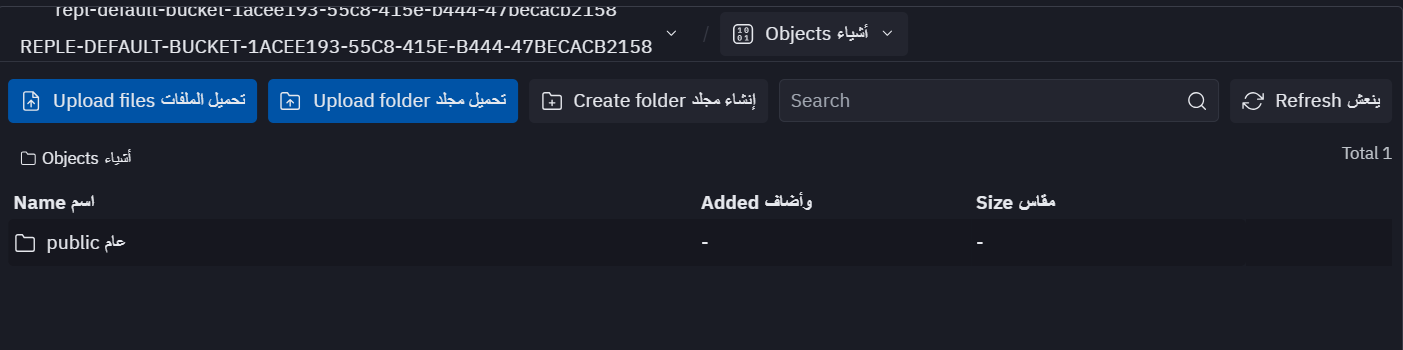 repl-default-bucket-1acee193-55c8-415e-b444-47becacb2158
REPLE-DEFAULT-BUCKET-1ACEE193-55C8-415E-B444-47BECACB2158 / Objects أشياء
Upload files تحميل الملفات Upload folder تحميل مجلد Create folder إنشاء مجلد Search Refresh ينعش
Objects أشياء Total 1
Name اسم Added وأضاف Size مقاس
public عام - -